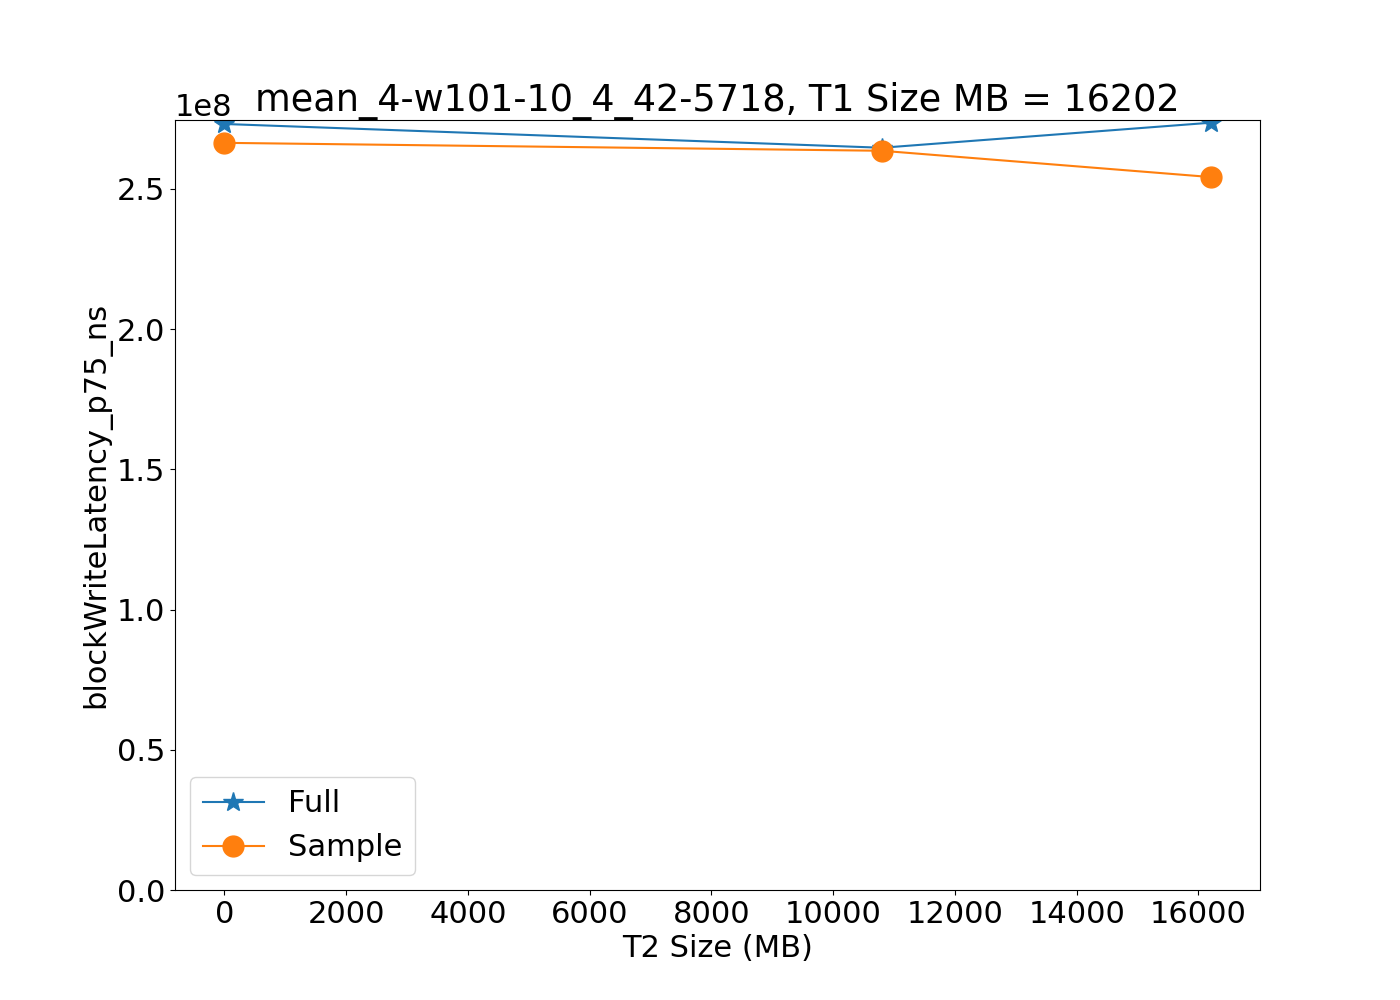 1e8
mean_4-w101-10_4_42-5718, T1 Size MB = 16202
blockWriteLatency_p75_ns
2.5
2.0
1.5
1.0
0.5
0.0
Full
Sample
0 2000 4000 6000 8000 10000 12000 14000 16000
T2 Size (MB)